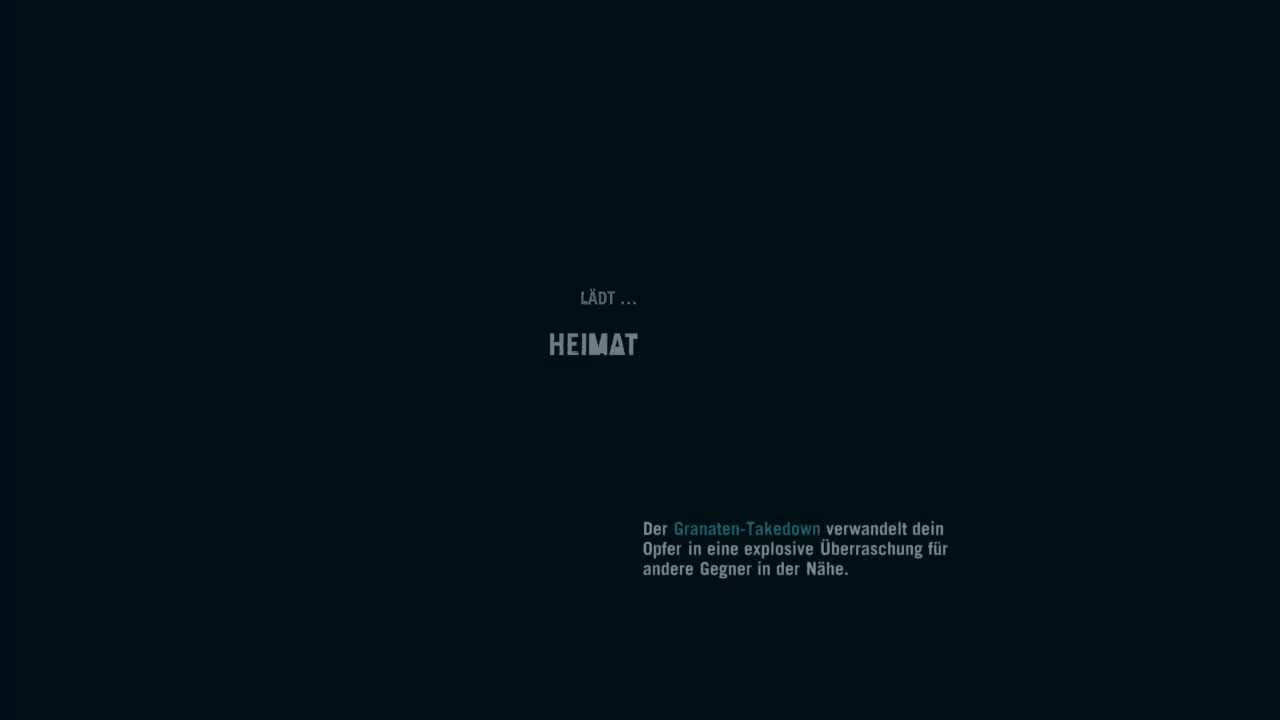 LÄDT ...
HEIMAT
Der Granaten-Takedown verwandelt dein
Opfer in eine explosive Überraschung für
andere Gegner in der Nähe.